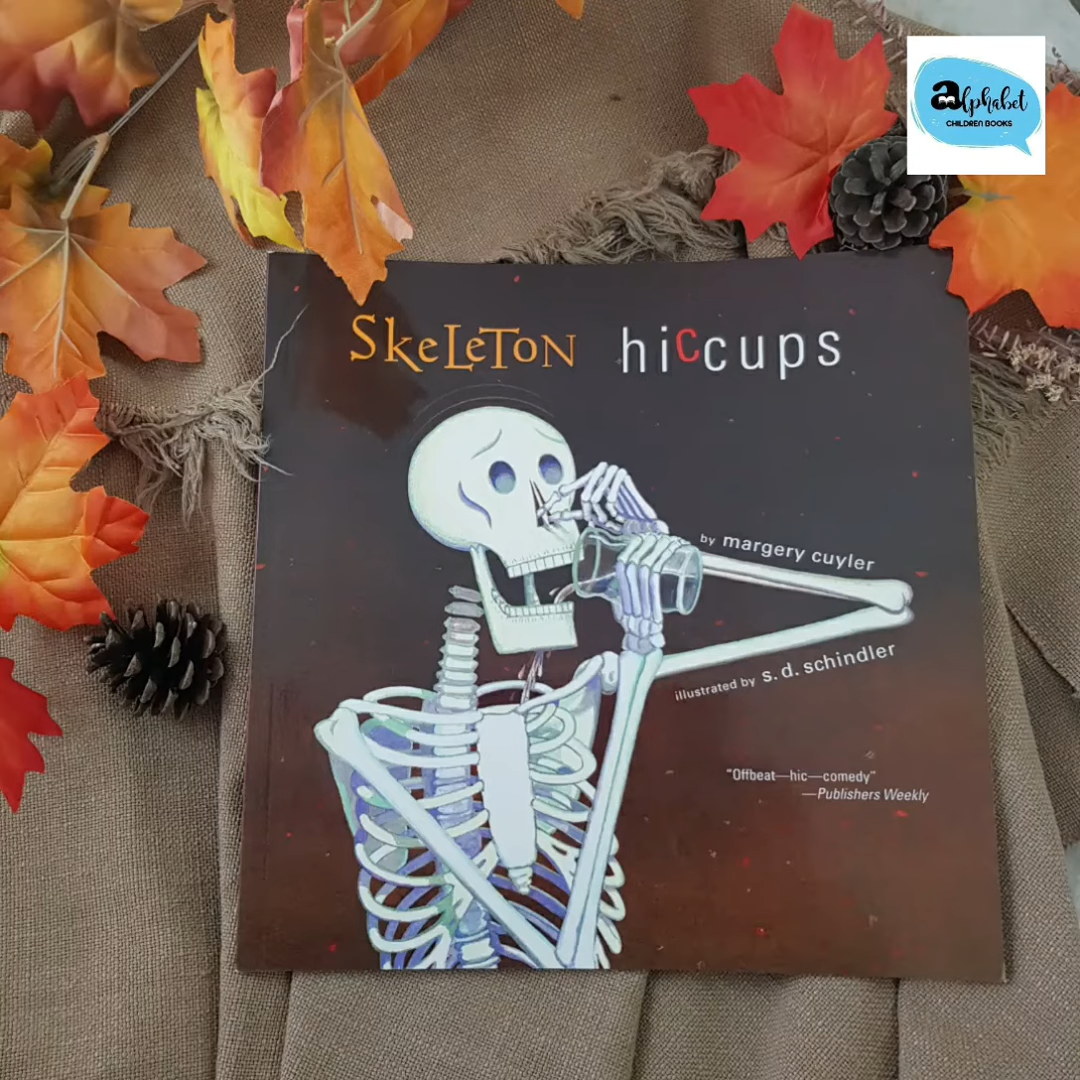 alphabet
CHILDREN BOOKS
SkeLeToN hiccups
by margery cuyler
illustrated by s. d. schindler
“Offbeat—hic—comedy”
—Publishers Weekly